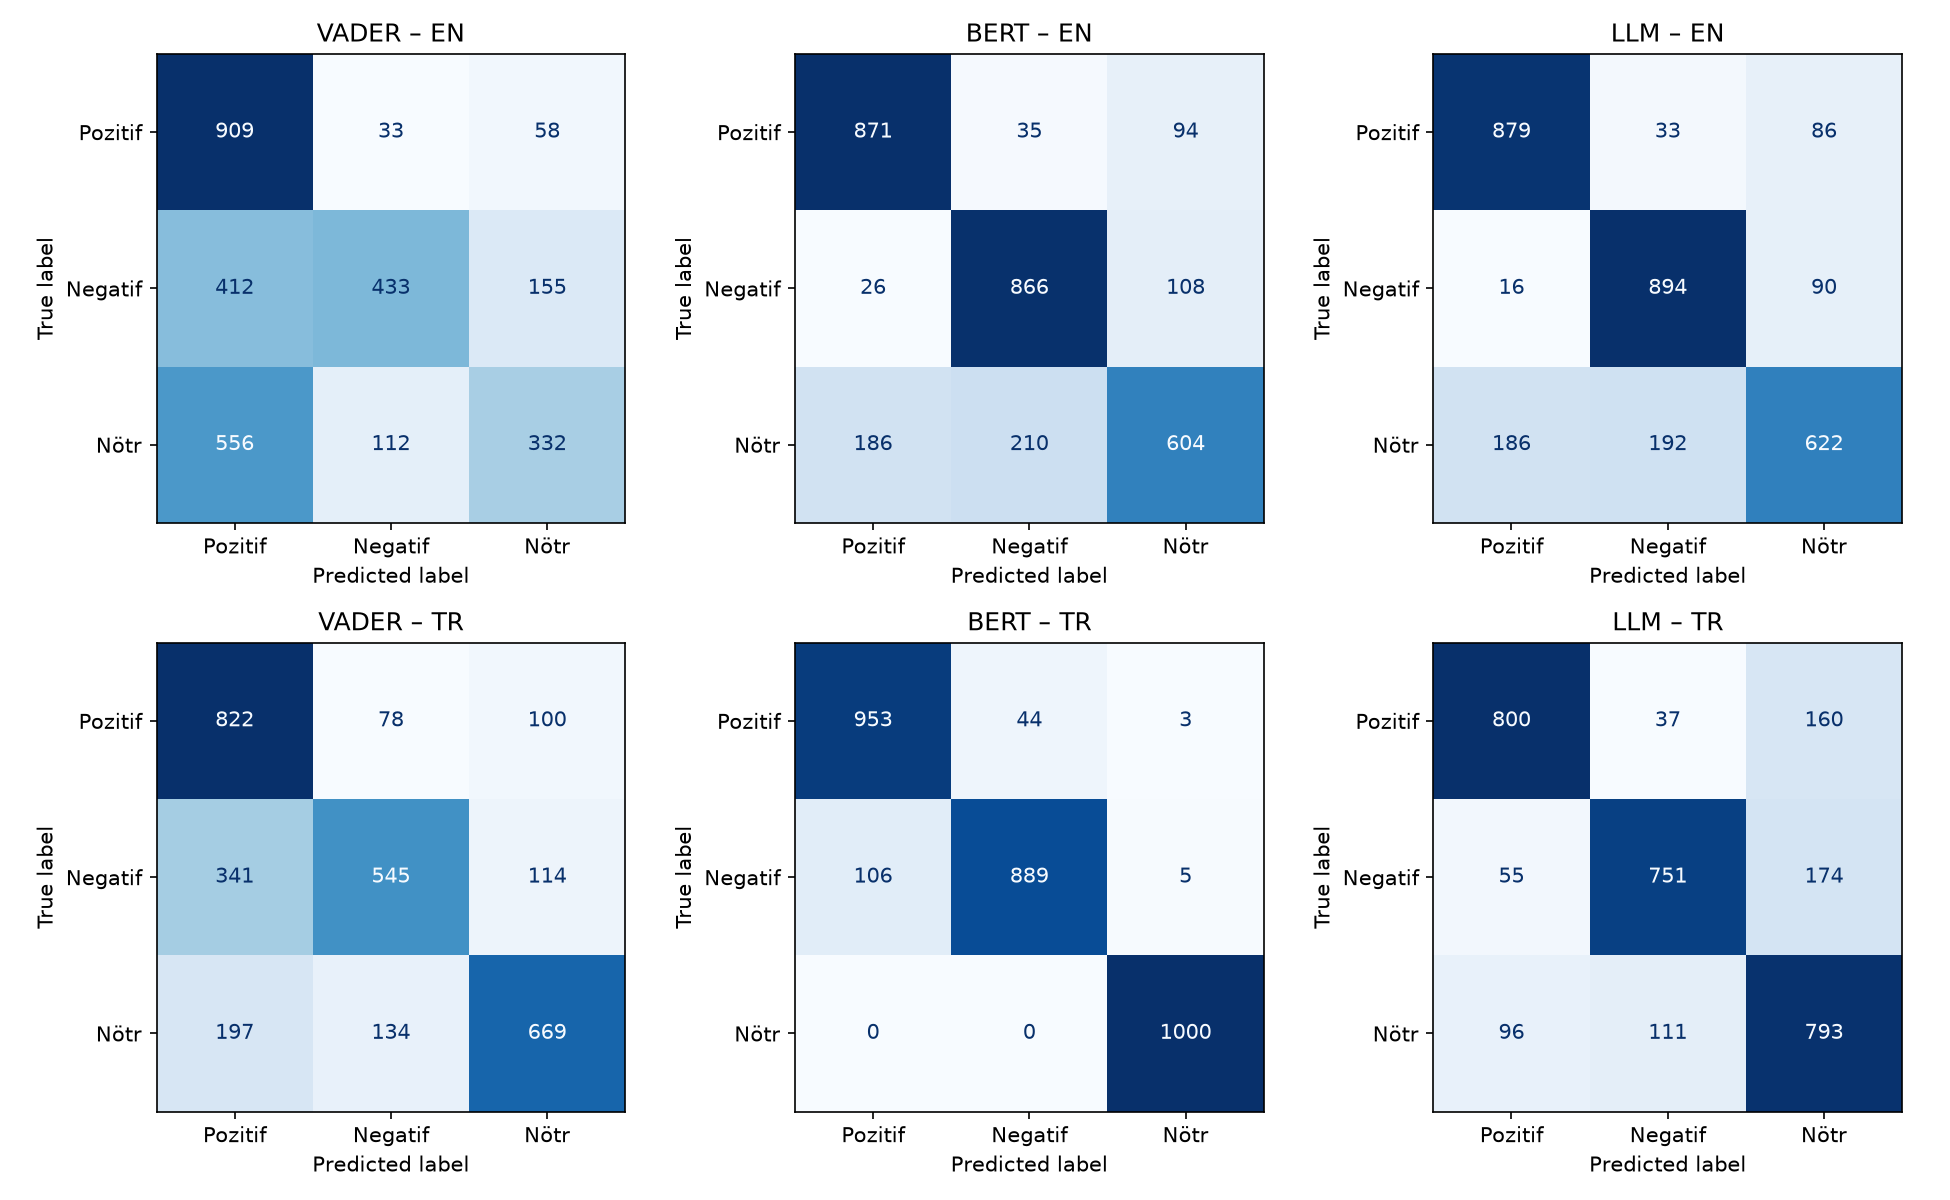 VADER – EN
BERT – EN
LLM – EN
Pozitif 909 33 58
Negatif 412 433 155
Nötr 556 112 332
Pozitif Negatif Nötr
Predicted label
True label
Pozitif 871 35 94
Negatif 26 866 108
Nötr 186 210 604
Pozitif Negatif Nötr
Predicted label
True label
Pozitif 879 33 86
Negatif 16 894 90
Nötr 186 192 622
Pozitif Negatif Nötr
Predicted label
True label
VADER – TR
BERT – TR
LLM – TR
Pozitif 822 78 100
Negatif 341 545 114
Nötr 197 134 669
Pozitif Negatif Nötr
Predicted label
True label
Pozitif 953 44 3
Negatif 106 889 5
Nötr 0 0 1000
Pozitif Negatif Nötr
Predicted label
True label
Pozitif 800 37 160
Negatif 55 751 174
Nötr 96 111 793
Pozitif Negatif Nötr
Predicted label
True label